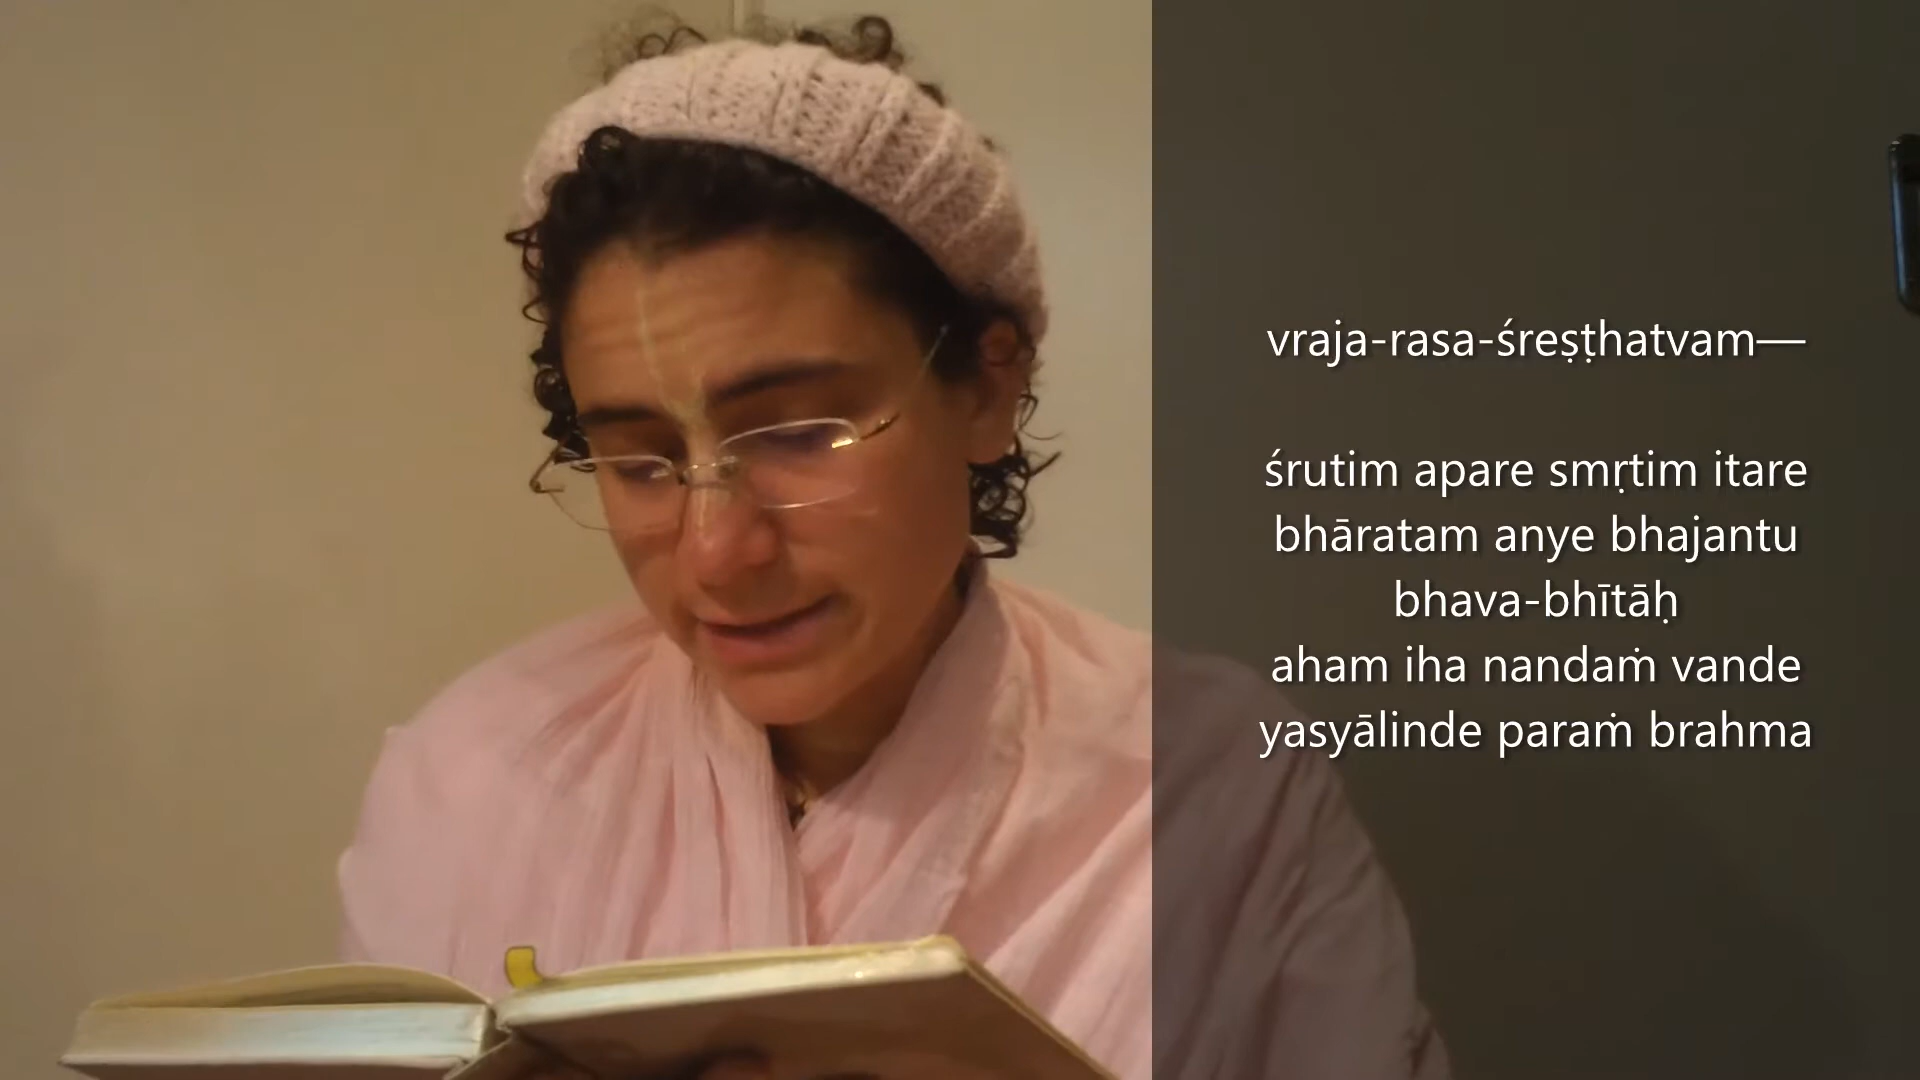 vraja-rasa-śreṣṭhatvam—
śrutim apare smṛtim itare
bhāratam anye bhajantu
bhava-bhītāḥ
aham iha nandaṁ vande
yasyālinde paraṁ brahma